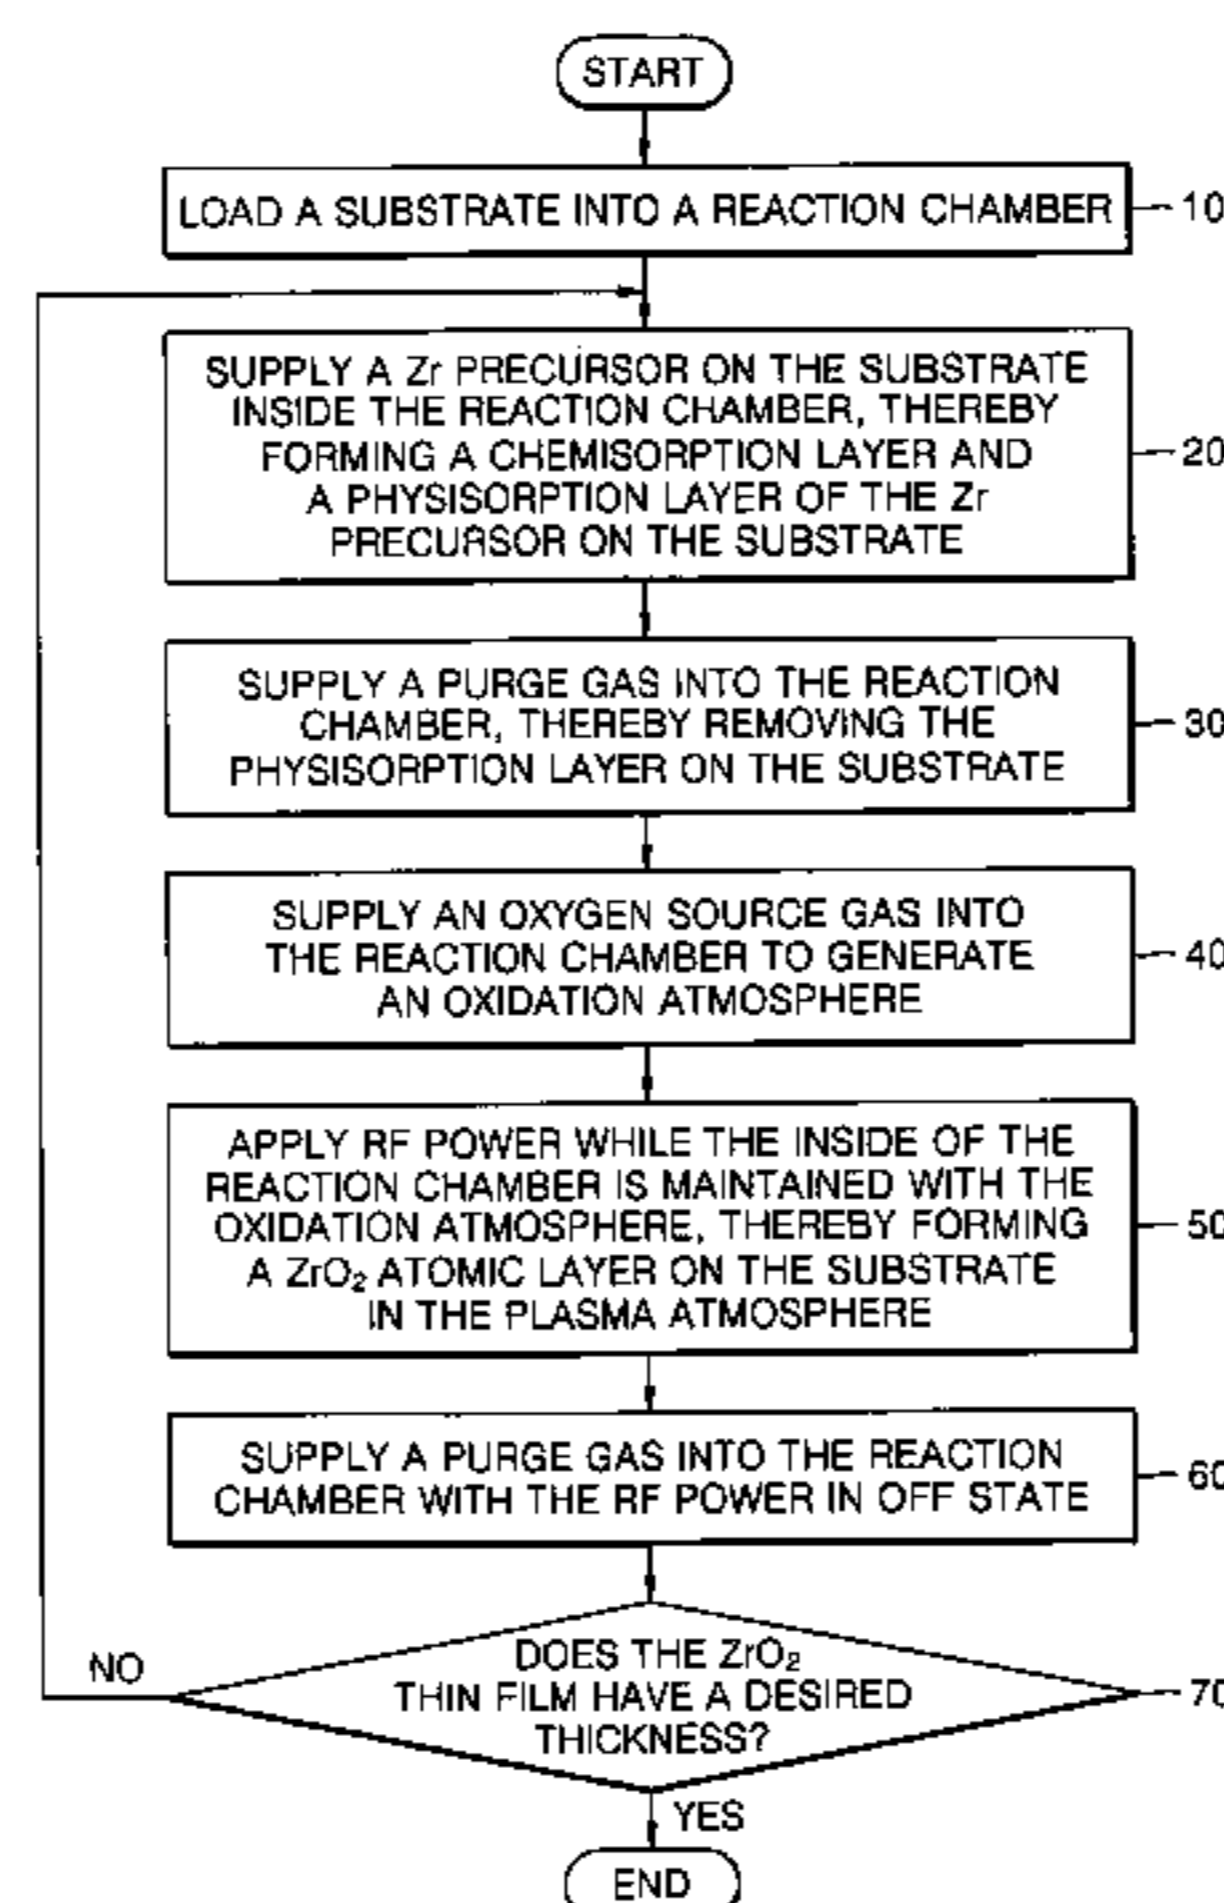 START
LOAD A SUBSTRATE INTO A REACTION CHAMBER
10
SUPPLY A Zr PRECURSOR ON THE SUBSTRATE
INSIDE THE REACTION CHAMBER, THEREBY
FORMING A CHEMISORPTION LAYER AND
A PHYSISORPTION LAYER OF THE Zr
PRECURSOR ON THE SUBSTRATE
20
SUPPLY A PURGE GAS INTO THE REACTION
CHAMBER, THEREBY REMOVING THE
PHYSISORPTION LAYER ON THE SUBSTRATE
30
SUPPLY AN OXYGEN SOURCE GAS INTO
THE REACTION CHAMBER TO GENERATE
AN OXIDATION ATMOSPHERE
40
APPLY RF POWER WHILE THE INSIDE OF THE
REACTION CHAMBER IS MAINTAINED WITH THE
OXIDATION ATMOSPHERE, THEREBY FORMING
A ZrO₂ ATOMIC LAYER ON THE SUBSTRATE
IN THE PLASMA ATMOSPHERE
50
SUPPLY A PURGE GAS INTO THE REACTION
CHAMBER WITH THE RF POWER IN OFF STATE
60
NO
DOES THE ZrO₂
THIN FILM HAVE A DESIRED
THICKNESS?
70
YES
END